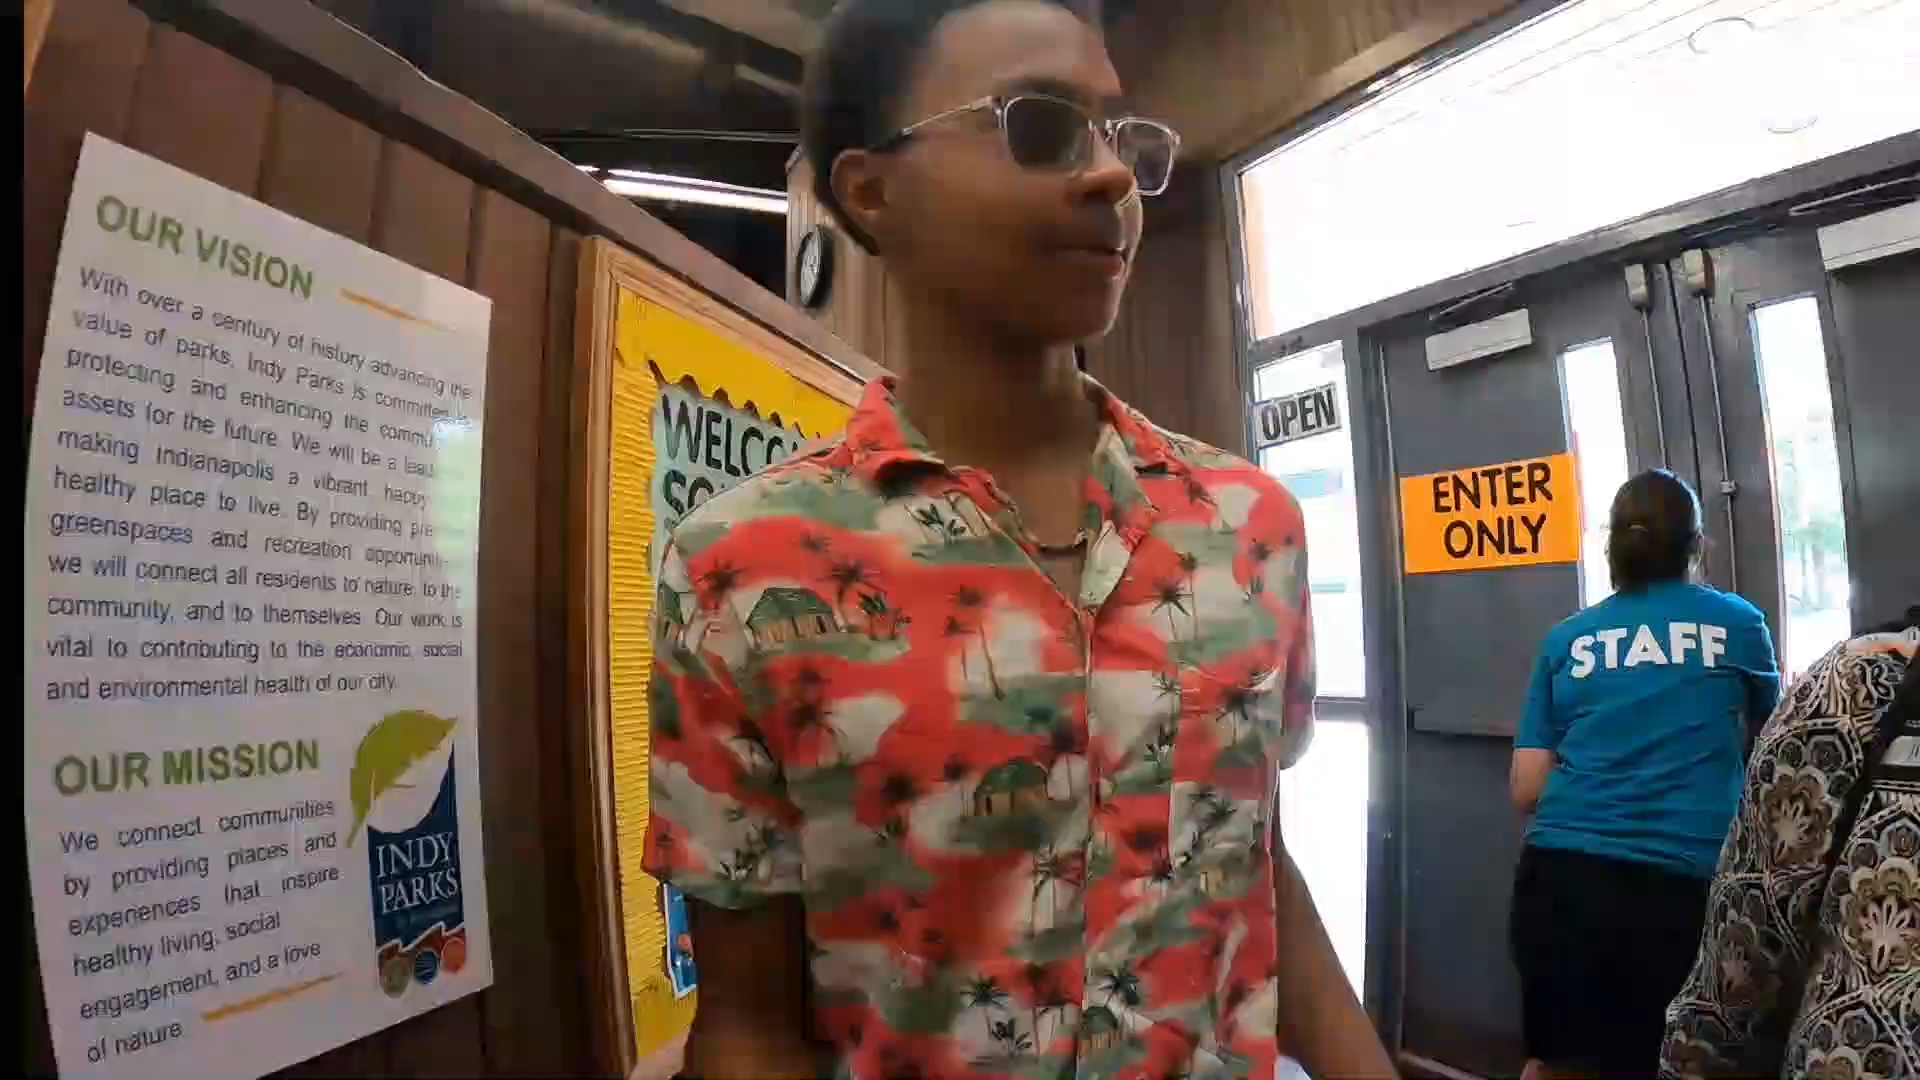 OUR VISION
With over a century of history advancing the
value of parks, Indy Parks is committed
protecting and enhancing the
assets for the future. We will be a
making Indianapolis a vibrant happy
healthy place to live. By providing
greenspaces and recreation
we will connect all residents to nature, to the
community, and to themselves. Our work is
vital to contributing to the economic, social
and environmental health of our city.
OUR MISSION
We connect communities
by providing places and
experiences that inspire
healthy living, social
engagement, and a love
of nature
INDY
PARKS
OPEN
ENTER
ONLY
STAFF